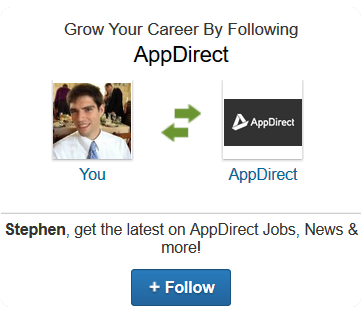 Grow Your Career By Following
AppDirect
AppDirect
You
AppDirect
Stephen, get the latest on AppDirect Jobs, News &
more!
+ Follow